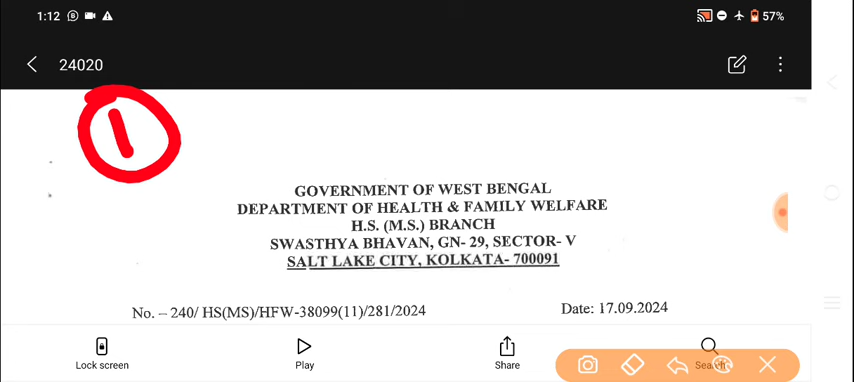 1:12 57%
24020
1
GOVERNMENT OF WEST BENGAL
DEPARTMENT OF HEALTH & FAMILY WELFARE
H.S. (M.S.) BRANCH
SWASTHYA BHAVAN, GN- 29, SECTOR- V
SALT LAKE CITY, KOLKATA- 700091
No. – 240/ HS(MS)/HFW-38099(11)/281/2024 Date: 17.09.2024
Lock screen Play Share Search